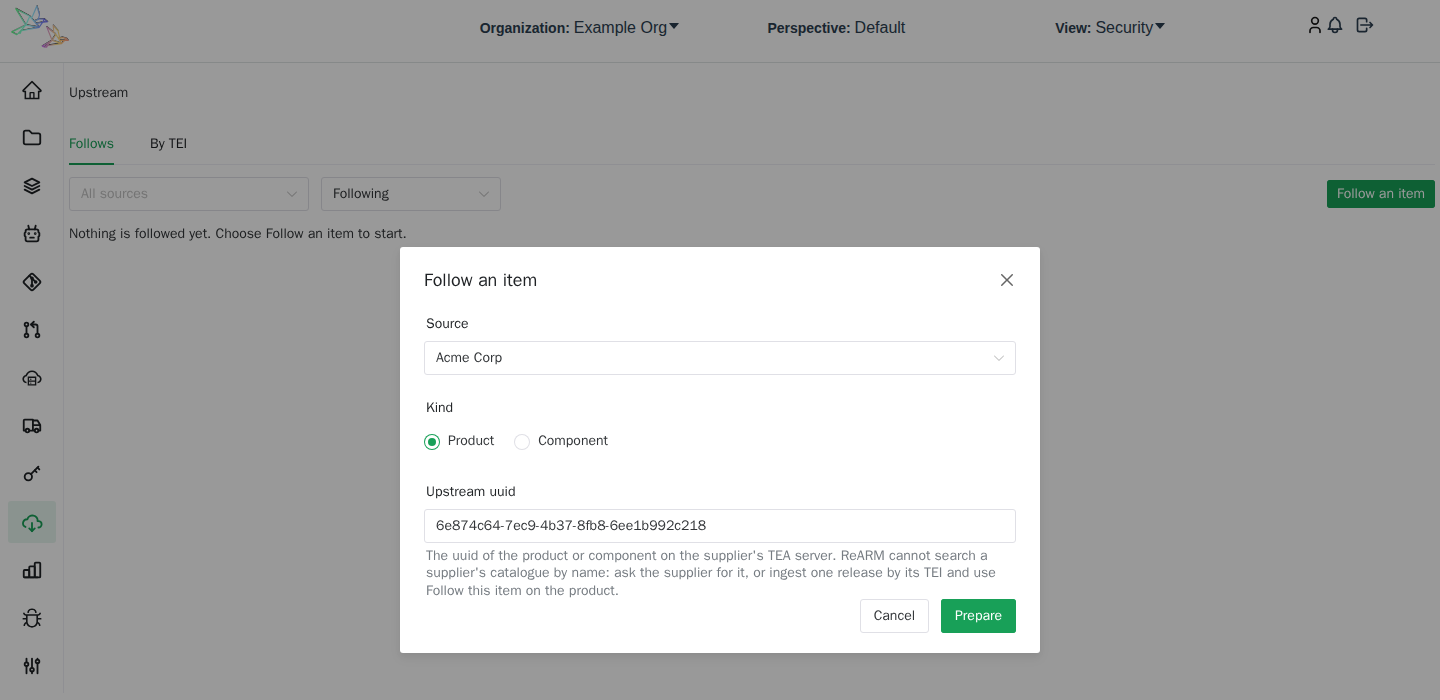 Organization: Example Org
Perspective: Default
View: Security
Upstream
Follows
By TEI
All sources
Following
Follow an item
Nothing is followed yet. Choose Follow an item to start.
Follow an item
Source
Acme Corp
Kind
Product
Component
Upstream uuid
6e874c64-7ec9-4b37-8fb8-6ee1b992c218
The uuid of the product or component on the supplier's TEA server. ReARM cannot search a
supplier's catalogue by name: ask the supplier for it, or ingest one release by its TEI and use
Follow this item on the product.
Cancel
Prepare